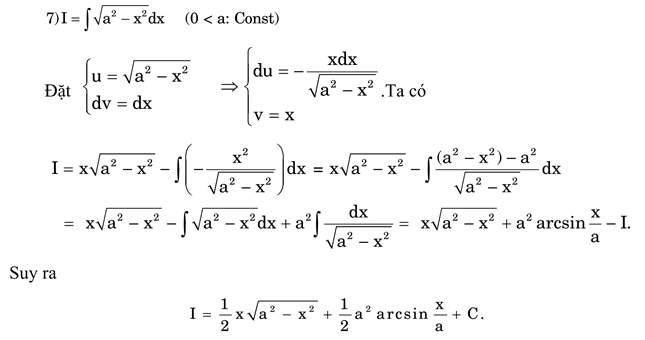 7) I = ∫√(a² − x²)dx (0 < a: Const)
Đặt { u = √(a² − x²) ; dv = dx ⇒ { du = − xdx/√(a² − x²) ; v = x .Ta có
I = x√(a² − x²) − ∫(− x²/√(a² − x²))dx = x√(a² − x²) − ∫((a² − x²) − a²)/√(a² − x²) dx
= x√(a² − x²) − ∫√(a² − x²)dx + a²∫dx/√(a² − x²) = x√(a² − x²) + a² arcsin x/a − I.
Suy ra
I = 1/2 x√(a² − x²) + 1/2 a² arcsin x/a + C.